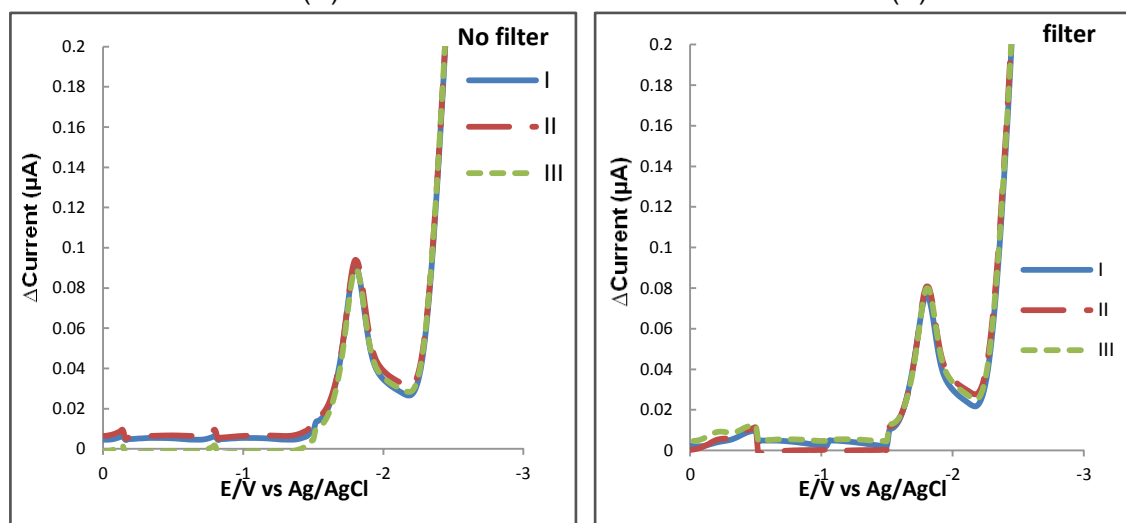 No filter
I
II
III
0.2
0.18
0.16
0.14
0.12
0.1
0.08
0.06
0.04
0.02
0
ΔCurrent (µA)
0
-1
-2
-3
E/V vs Ag/AgCl
filter
I
II
III
0.2
0.18
0.16
0.14
0.12
0.1
0.08
0.06
0.04
0.02
0
ΔCurrent (µA)
0
-1
-2
-3
E/V vs Ag/AgCl